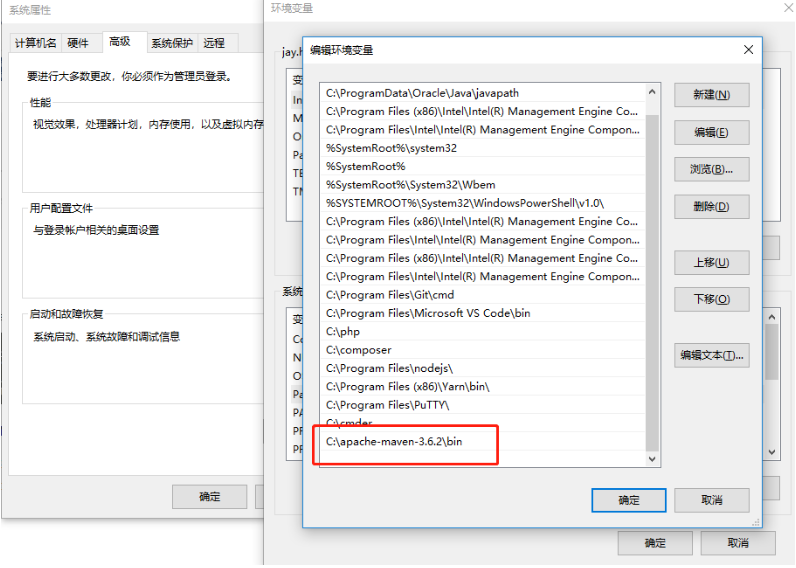 系统属性
计算机名
硬件
高级
系统保护
远程
要进行大多数更改，你必须作为管理员登录。
性能
视觉效果，处理器计划，内存使用，以及虚拟内存
用户配置文件
与登录帐户相关的桌面设置
启动和故障恢复
系统启动、系统故障和调试信息
确定
环境变量
jay.h
变
In
M
O
Pa
TE
TM
系统
变
Co
N
O
Pa
PA
PR
PR
确定
取消
编辑环境变量
C:\ProgramData\Oracle\Java\javapath
C:\Program Files (x86)\Intel\Intel(R) Management Engine Co...
C:\Program Files\Intel\Intel(R) Management Engine Compon...
%SystemRoot%\system32
%SystemRoot%
%SystemRoot%\System32\Wbem
%SYSTEMROOT%\System32\WindowsPowerShell\v1.0\
C:\Program Files (x86)\Intel\Intel(R) Management Engine Co...
C:\Program Files\Intel\Intel(R) Management Engine Compon...
C:\Program Files (x86)\Intel\Intel(R) Management Engine Co...
C:\Program Files\Intel\Intel(R) Management Engine Compon...
C:\Program Files\Git\cmd
C:\Program Files\Microsoft VS Code\bin
C:\php
C:\composer
C:\Program Files\nodejs\
C:\Program Files (x86)\Yarn\bin\
C:\Program Files\PuTTY\
C:\cmder
C:\apache-maven-3.6.2\bin
新建(N)
编辑(E)
浏览(B)...
删除(D)
上移(U)
下移(O)
编辑文本(T)...
确定
取消